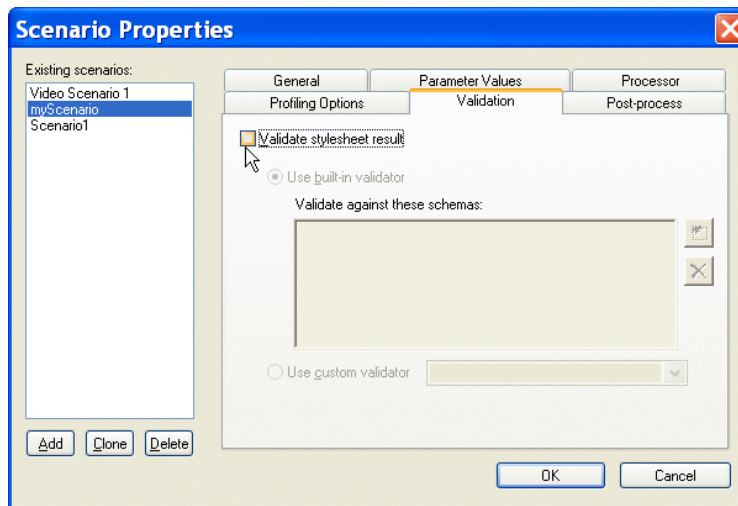 Scenario Properties
Existing scenarios:
Video Scenario 1
myScenario
Scenario1
Add
Clone
Delete
General
Parameter Values
Processor
Profiling Options
Validation
Post-process
Validate stylesheet result
Use built-in validator
Validate against these schemas:
Use custom validator
OK
Cancel